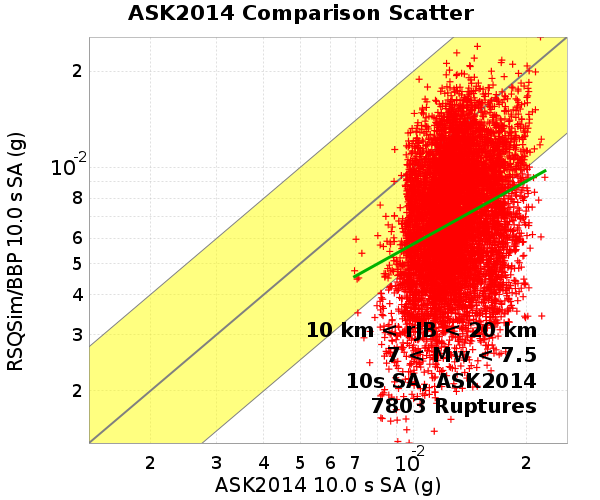 ASK2014 Comparison Scatter
RSQSim/BBP 10.0 s SA (g)
2
10-2
8
6
5
4
3
2
10 km < rJB < 20 km
7 < Mw < 7.5
10s SA, ASK2014
7803 Ruptures
2 3 4 5 6 7 10-2 2
ASK2014 10.0 s SA (g)